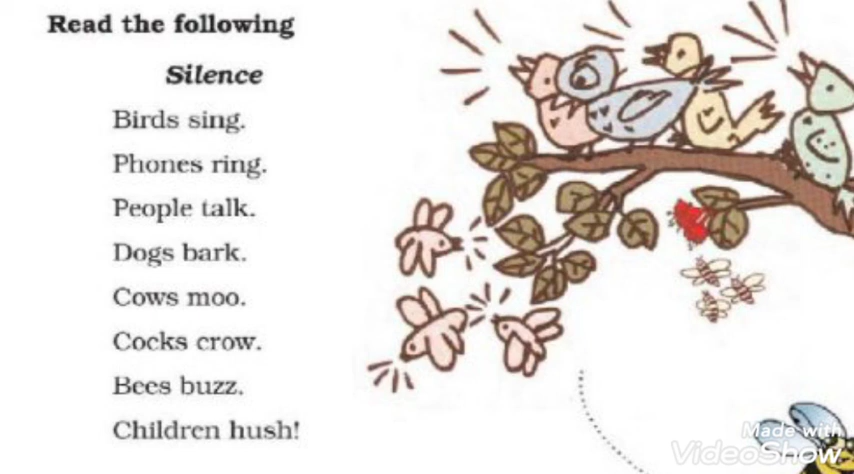 Read the following
Silence
Birds sing.
Phones ring.
People talk.
Dogs bark.
Cows moo.
Cocks crow.
Bees buzz.
Children hush!
Made with
VideoShow